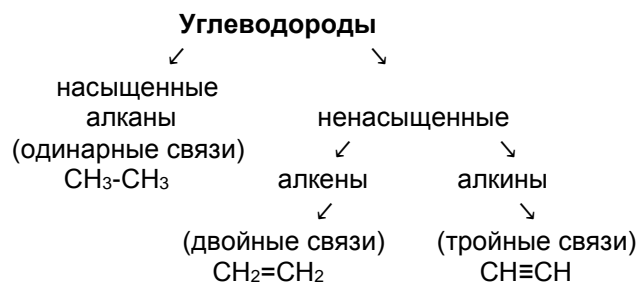 Углеводороды
↙ ↘
насыщенные
алканы ненасыщенные
(одинарные связи) ↙ ↘
CH₃-CH₃ алкены алкины
↙ ↘
(двойные связи) (тройные связи)
CH₂=CH₂ CH≡CH